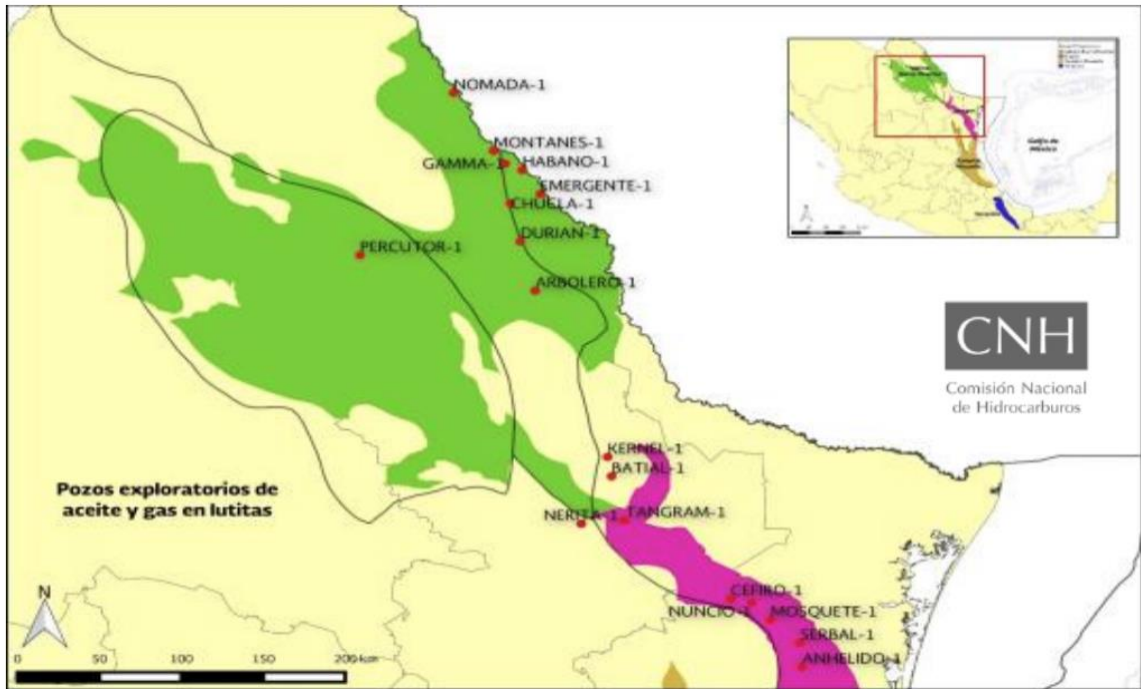 NOMADA-1
MONTANES-1
GAMMA-1
HABANO-1
EMERGENTE-1
CHUELA-1
DURIAN-1
PERCUTOR-1
ARBOLERO-1
Golfo de
México
CNH
Comisión Nacional
de Hidrocarburos
KERNEL-1
BATIAL-1
Pozos exploratorios de
aceite y gas en lutitas
NERITA-1
TANGRAM-1
CEFIRO-1
NUNCIO-1
MOSQUETE-1
SERBAL-1
ANHELIDO-1
N
0 50 100 150 200 km